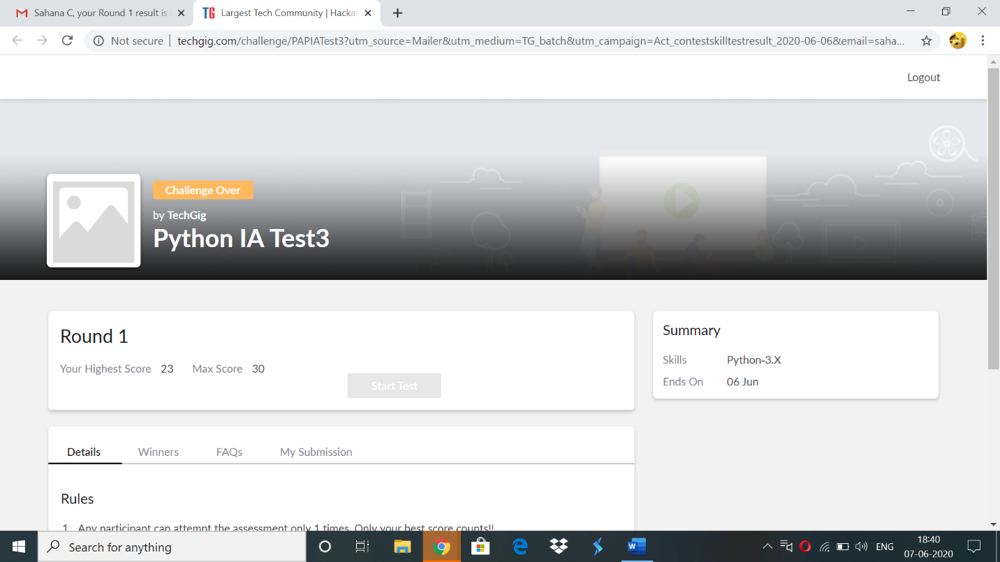 Sahana C, your Round 1 result is
TG Largest Tech Community | Hacka
Not secure | techgig.com/challenge/PAPIATest3?utm_source=Mailer&utm_medium=TG_batch&utm_campaign=Act_contestskilltestresult_2020-06-06&email=saha...
Logout
Challenge Over
by TechGig
Python IA Test3
Round 1
Your Highest Score 23 Max Score 30
Start Test
Summary
Skills Python-3.X
Ends On 06 Jun
Details Winners FAQs My Submission
Rules
1. Any participant can attempt the assessment only 1 times. Only your best score counts!!
Search for anything
W
ENG
18:40
07-06-2020